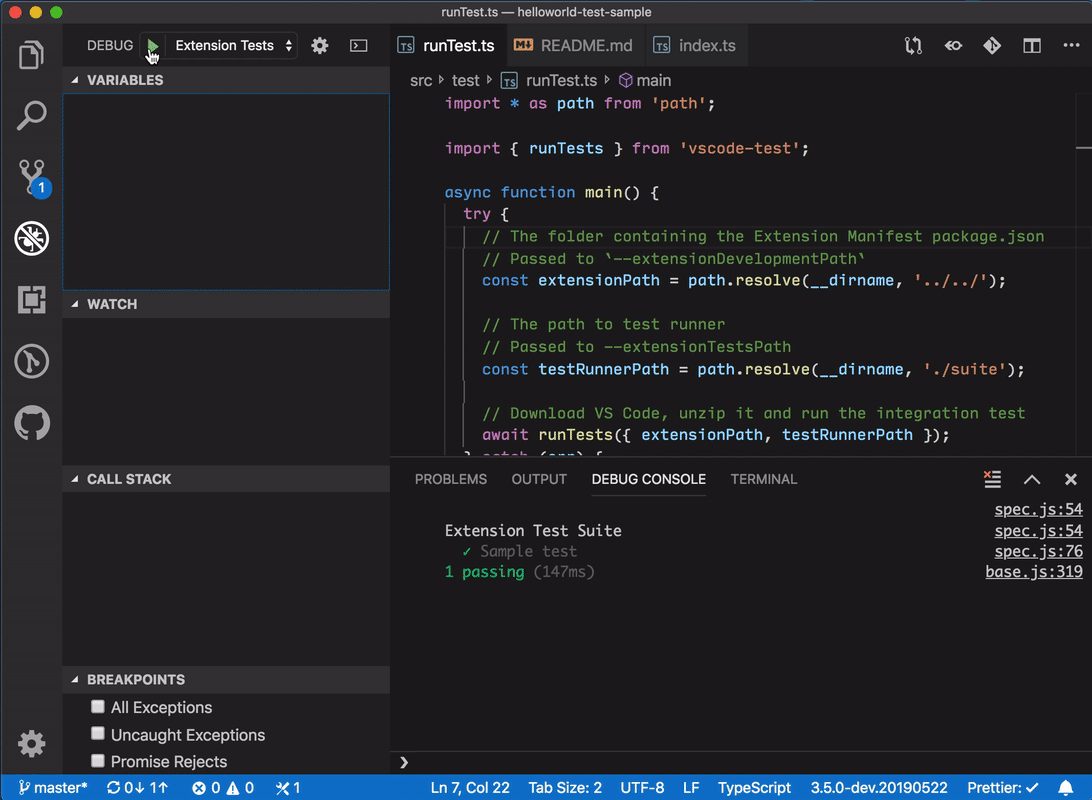 runTest.ts — helloworld-test-sample
DEBUG Extension Tests
runTest.ts README.md index.ts
src test runTest.ts main
VARIABLES
import * as path from 'path';
import { runTests } from 'vscode-test';
async function main() {
try {
// The folder containing the Extension Manifest package.json
// Passed to `--extensionDevelopmentPath`
const extensionPath = path.resolve(__dirname, '../../');
// The path to test runner
// Passed to --extensionTestsPath
const testRunnerPath = path.resolve(__dirname, './suite');
// Download VS Code, unzip it and run the integration test
await runTests({ extensionPath, testRunnerPath });
} catch (err) {
1
WATCH
CALL STACK
BREAKPOINTS
All Exceptions
Uncaught Exceptions
Promise Rejects
PROBLEMS OUTPUT DEBUG CONSOLE TERMINAL
spec.js:54
Extension Test Suite spec.js:54
✓ Sample test spec.js:76
1 passing (147ms) base.js:319
master* 0↓ 1↑ 0 0 1 Ln 7, Col 22 Tab Size: 2 UTF-8 LF TypeScript 3.5.0-dev.20190522 Prettier: ✓